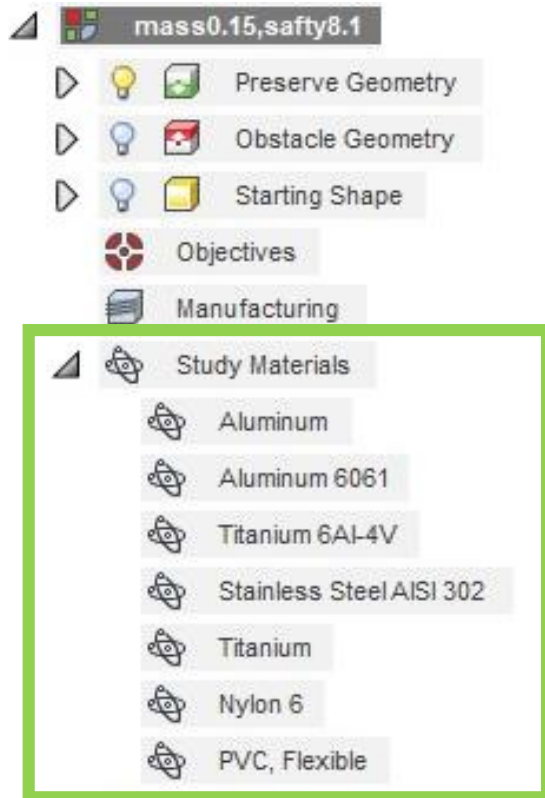 mass0.15,safty8.1
Preserve Geometry
Obstacle Geometry
Starting Shape
Objectives
Manufacturing
Study Materials
Aluminum
Aluminum 6061
Titanium 6Al-4V
Stainless Steel AISI 302
Titanium
Nylon 6
PVC, Flexible